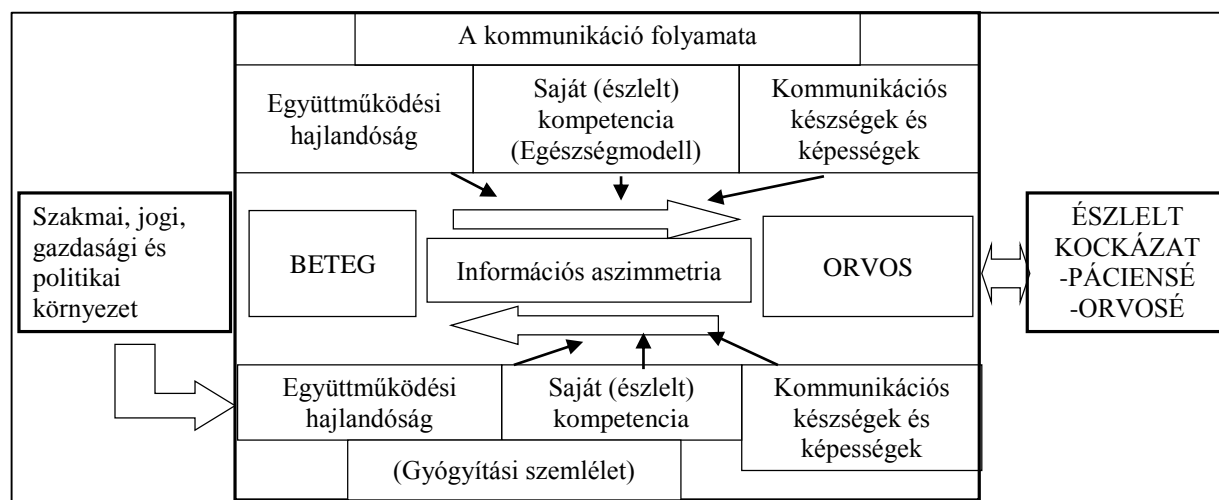 A kommunikáció folyamata
Együttműködési
hajlandóság
Saját (észlelt)
kompetencia
(Egészségmodell)
Kommunikációs
készségek és
képességek
Szakmai, jogi,
gazdasági és
politikai
környezet
BETEG
Információs aszimmetria
ORVOS
ÉSZLELT
KOCKÁZAT
-PÁCIENSÉ
-ORVOSÉ
Együttműködési
hajlandóság
Saját (észlelt)
kompetencia
Kommunikációs
készségek és
képességek
(Gyógyítási szemlélet)